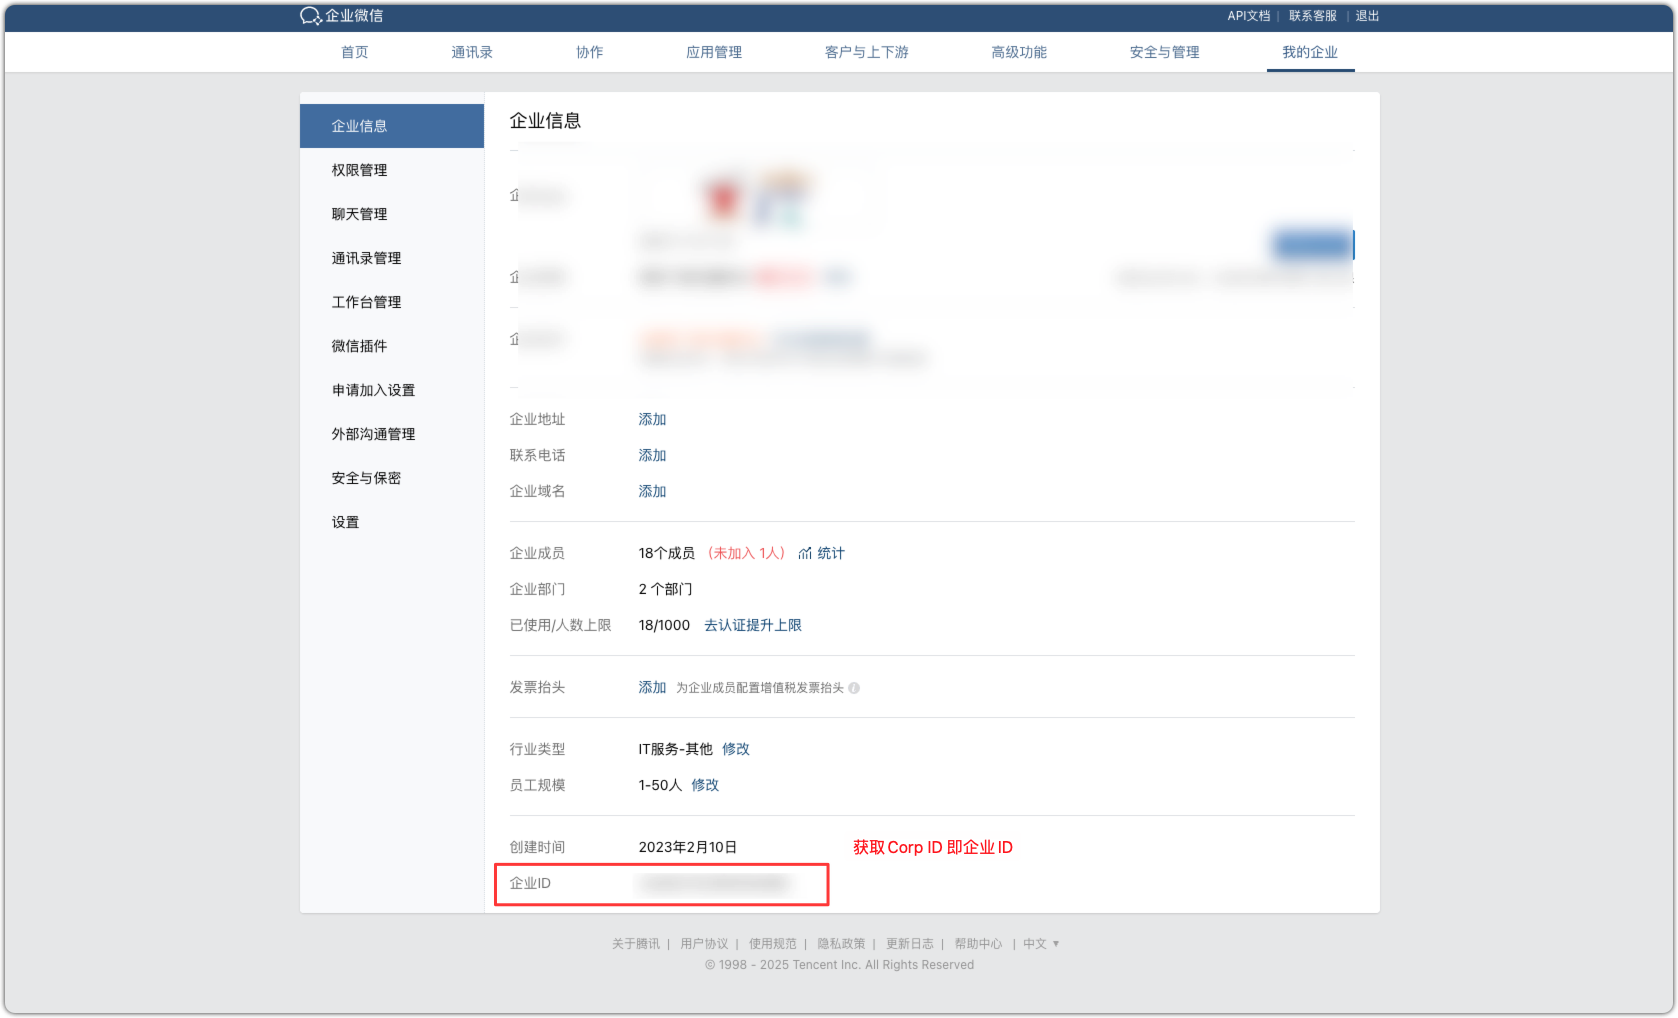 企业微信
API文档 | 联系客服 | 退出
首页 通讯录 协作 应用管理 客户与上下游 高级功能 安全与管理 我的企业
企业信息
权限管理
聊天管理
通讯录管理
工作台管理
微信插件
申请加入设置
外部沟通管理
安全与保密
设置
企业信息
企
企
企
企业地址 添加
联系电话 添加
企业域名 添加
企业成员 18个成员 （未加入 1人） 统计
企业部门 2 个部门
已使用/人数上限 18/1000 去认证提升上限
发票抬头 添加 为企业成员配置增值税发票抬头
行业类型 IT服务-其他 修改
员工规模 1-50人 修改
创建时间 2023年2月10日 获取 Corp ID 即企业 ID
企业ID
关于腾讯 | 用户协议 | 使用规范 | 隐私政策 | 更新日志 | 帮助中心 | 中文 ▼
© 1998 - 2025 Tencent Inc. All Rights Reserved